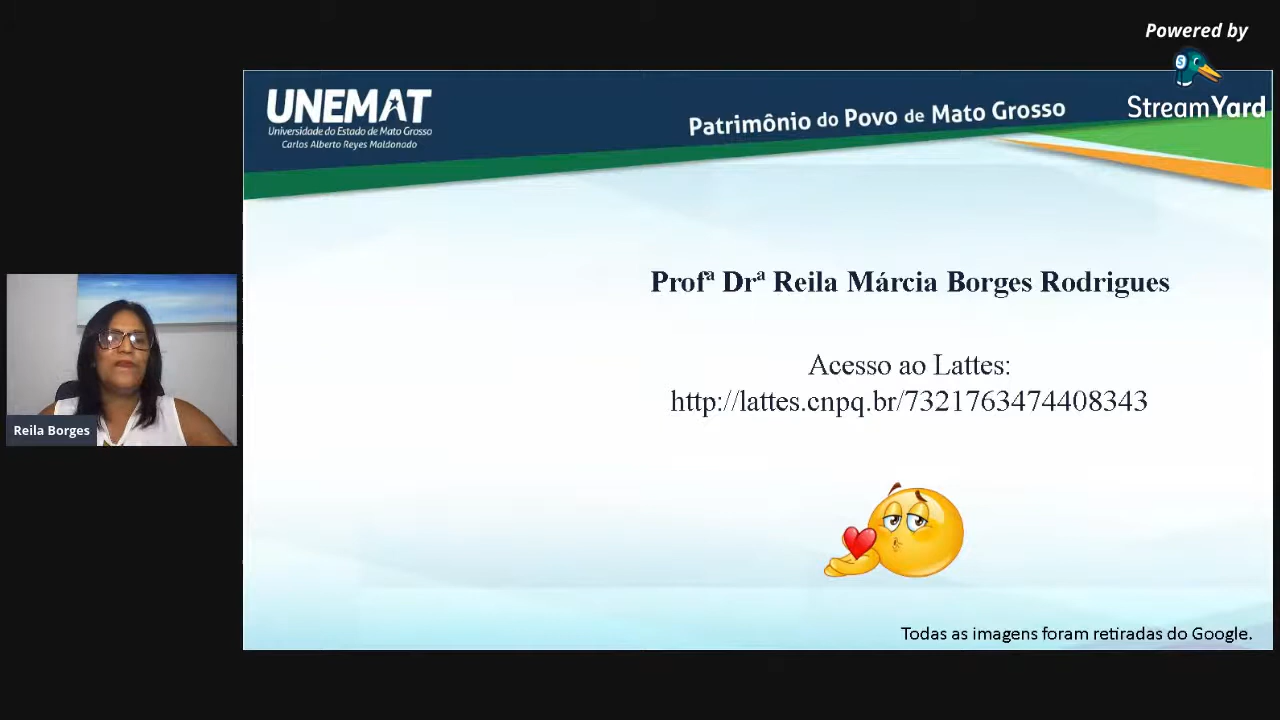 Powered by
StreamYard
UNEMAT
Universidade do Estado de Mato Grosso
Carlos Alberto Reyes Maldonado
Patrimônio do Povo de Mato Grosso
Profª Drª Reila Márcia Borges Rodrigues
Acesso ao Lattes:
http://lattes.cnpq.br/7321763474408343
Reila Borges
Todas as imagens foram retiradas do Google.